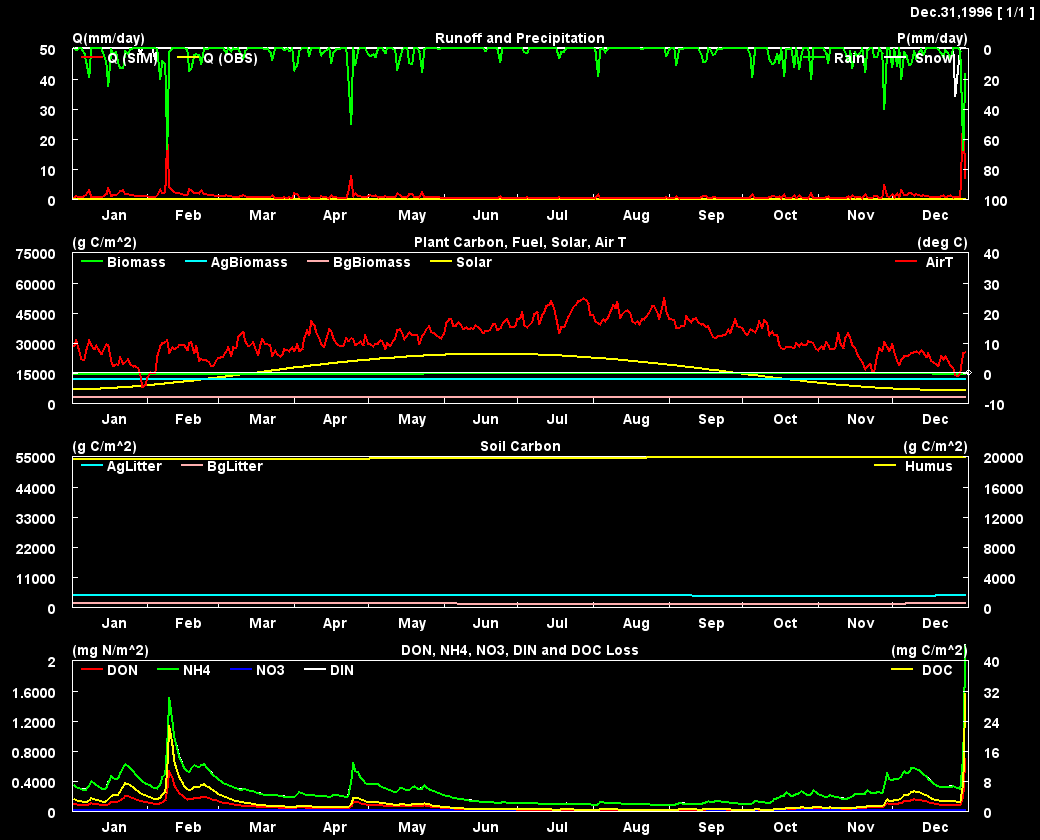 Dec.31,1996 [ 1/1 ]
Q(mm/day) Runoff and Precipitation P(mm/day)
50 Q (SIM) Q (OBS) Rain Snow 0
40 20
30 40
20 60
10 80
0 100
Jan Feb Mar Apr May Jun Jul Aug Sep Oct Nov Dec
(g C/m^2) Plant Carbon, Fuel, Solar, Air T (deg C)
75000 40
Biomass AgBiomass BgBiomass Solar AirT
60000 30
45000 20
30000 10
15000 0
0 -10
Jan Feb Mar Apr May Jun Jul Aug Sep Oct Nov Dec
(g C/m^2) Soil Carbon (g C/m^2)
55000 20000
AgLitter BgLitter Humus
44000 16000
33000 12000
22000 8000
11000 4000
0 0
Jan Feb Mar Apr May Jun Jul Aug Sep Oct Nov Dec
(mg N/m^2) DON, NH4, NO3, DIN and DOC Loss (mg C/m^2)
2 40
DON NH4 NO3 DIN DOC
1.6000 32
1.2000 24
0.8000 16
0.4000 8
0 0
Jan Feb Mar Apr May Jun Jul Aug Sep Oct Nov Dec